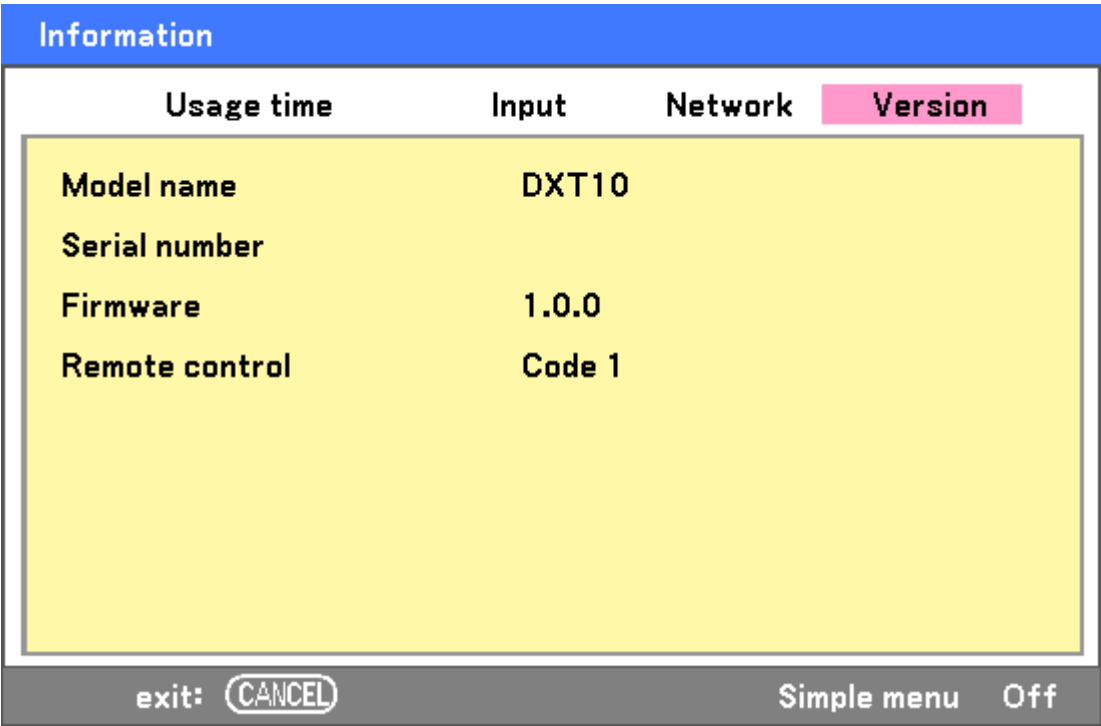 Information
Usage time Input Network Version
Model name DXT10
Serial number
Firmware 1.0.0
Remote control Code 1
exit: CANCEL Simple menu Off